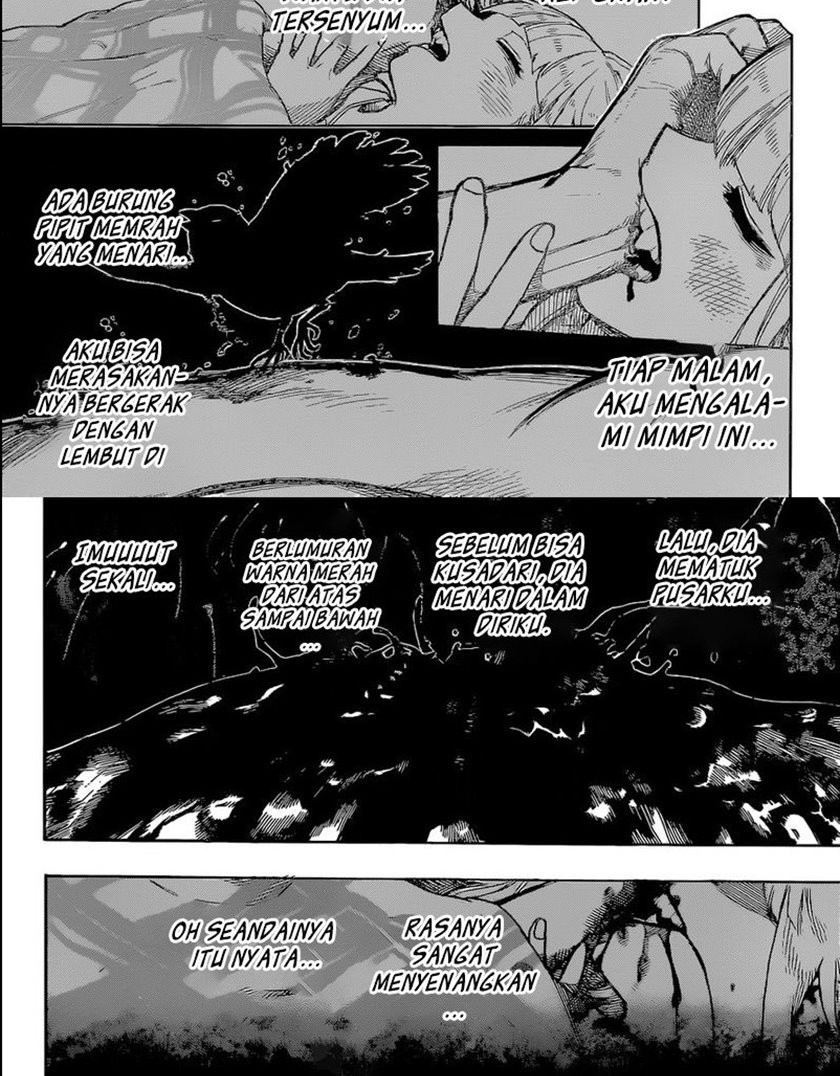 TERSENYUM...
TIAP MALAM,
AKU MENGALA-
MI MIMPI INI...
ADA BURUNG
PIPIT MEMRAH
YANG MENARI..
AKU BISA
MERASAKAN-
NYA BERGERAK
DENGAN
LEMBUT DI
LALU, DIA
MEMATUK
PUSARKU...
SEBELUM BISA
KUSADARI, DIA
MENARI DALAM
DIRIKU.
BERLUMURAN
WARNA MERAH
DARI ATAS
SAMPAI BAWAH
...
IMUUUUT
SEKALI...
RASANYA
SANGAT
MENYENANGKAN
...
OH SEANDAINYA
ITU NYATA...